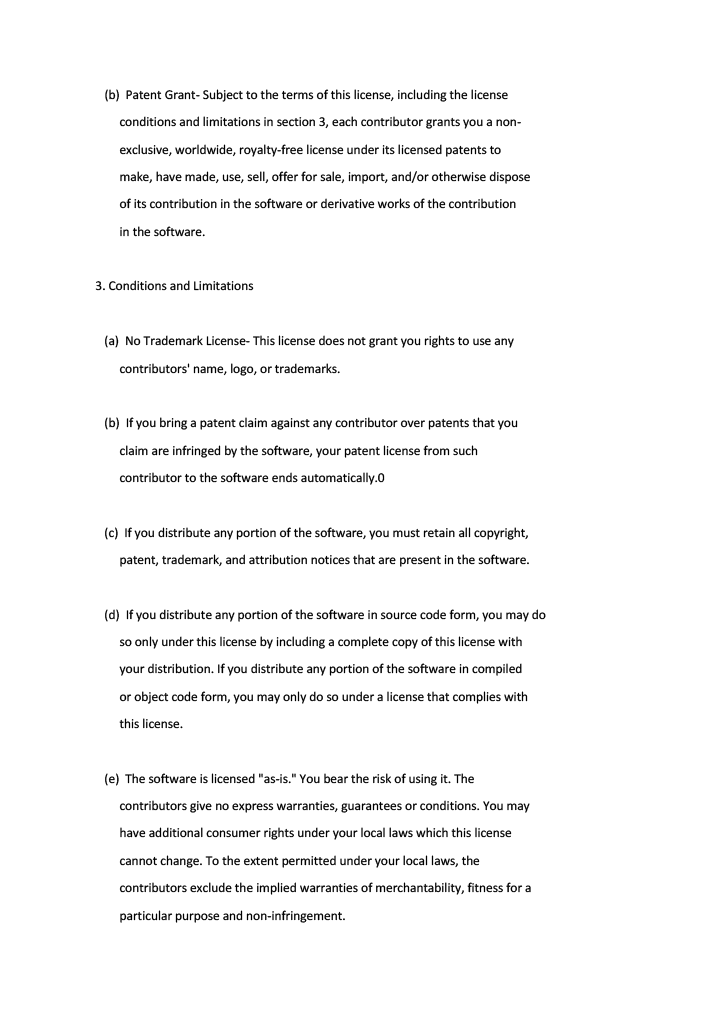 (b) Patent Grant- Subject to the terms of this license, including the license
conditions and limitations in section 3, each contributor grants you a non-
exclusive, worldwide, royalty-free license under its licensed patents to
make, have made, use, sell, offer for sale, import, and/or otherwise dispose
of its contribution in the software or derivative works of the contribution
in the software.
3. Conditions and Limitations
(a) No Trademark License- This license does not grant you rights to use any
contributors' name, logo, or trademarks.
(b) If you bring a patent claim against any contributor over patents that you
claim are infringed by the software, your patent license from such
contributor to the software ends automatically.0
(c) If you distribute any portion of the software, you must retain all copyright,
patent, trademark, and attribution notices that are present in the software.
(d) If you distribute any portion of the software in source code form, you may do
so only under this license by including a complete copy of this license with
your distribution. If you distribute any portion of the software in compiled
or object code form, you may only do so under a license that complies with
this license.
(e) The software is licensed "as-is." You bear the risk of using it. The
contributors give no express warranties, guarantees or conditions. You may
have additional consumer rights under your local laws which this license
cannot change. To the extent permitted under your local laws, the
contributors exclude the implied warranties of merchantability, fitness for a
particular purpose and non-infringement.